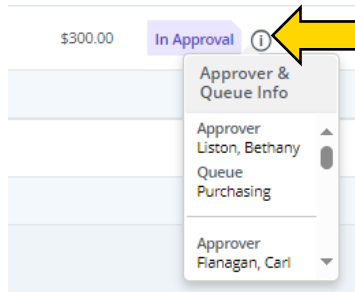 $300.00 In Approval
Approver &
Queue Info
Approver
Liston, Bethany
Queue
Purchasing
Approver
Flanagan, Carl